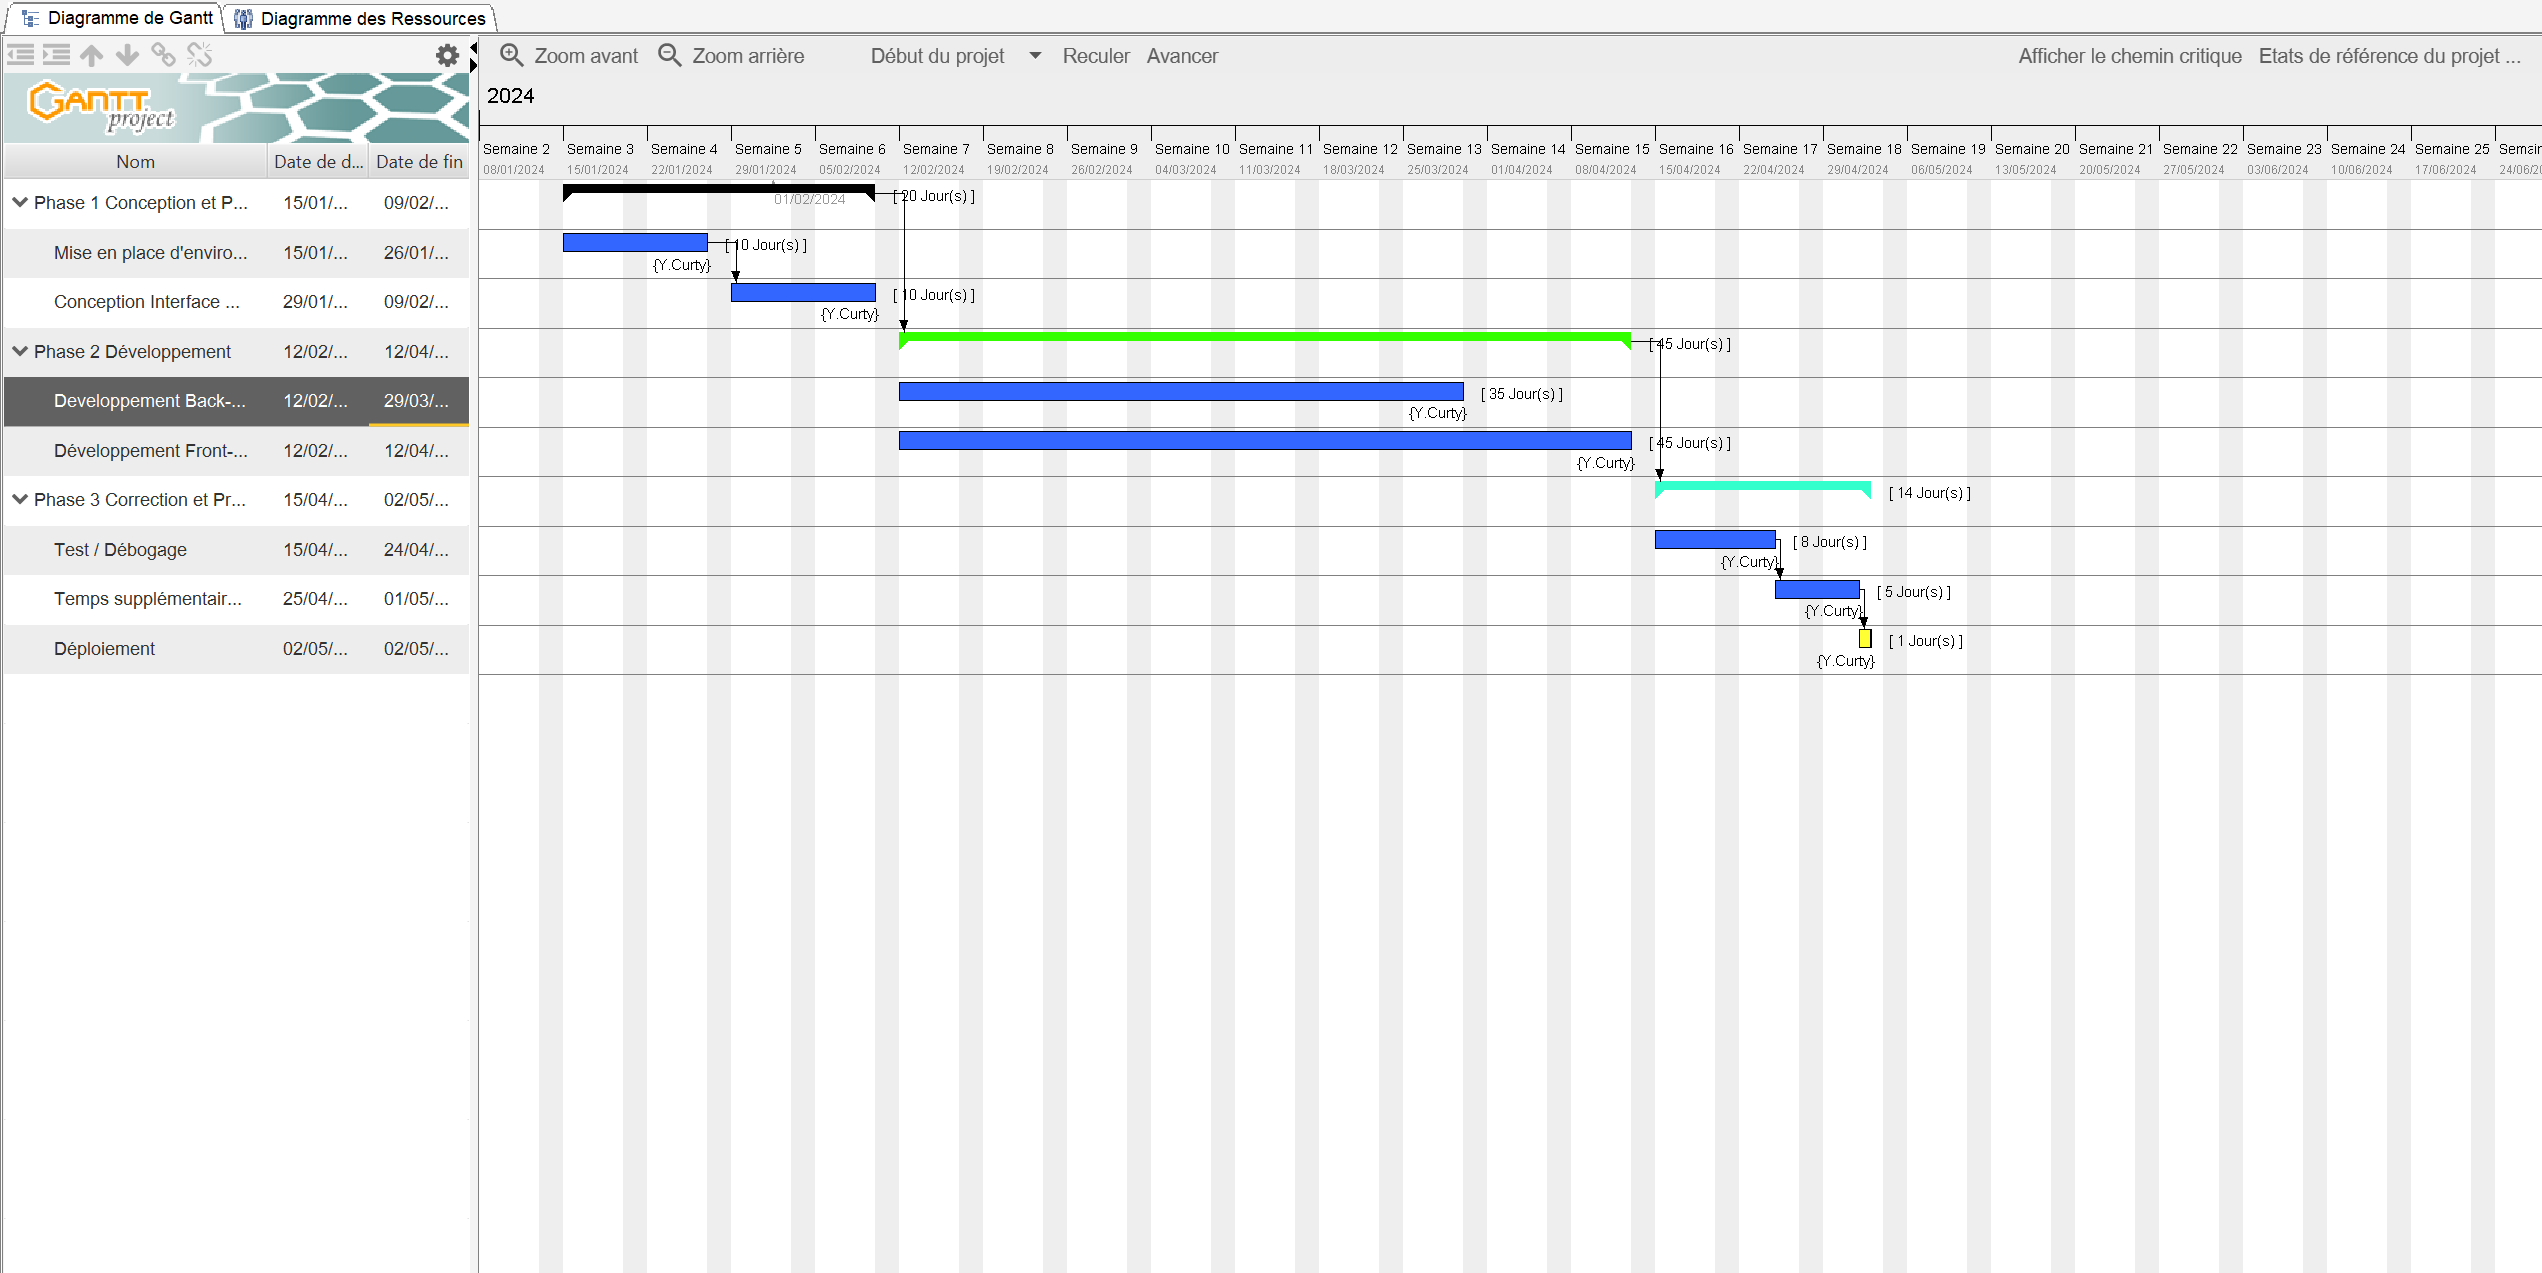 Diagramme de Gantt Diagramme des Ressources
Zoom avant Zoom arrière Début du projet Reculer Avancer Afficher le chemin critique Etats de référence du projet ...
GANTT project
2024
Nom Date de d... Date de fin
Semaine 2 Semaine 3 Semaine 4 Semaine 5 Semaine 6 Semaine 7 Semaine 8 Semaine 9 Semaine 10 Semaine 11 Semaine 12 Semaine 13 Semaine 14 Semaine 15 Semaine 16 Semaine 17 Semaine 18 Semaine 19 Semaine 20 Semaine 21 Semaine 22 Semaine 23 Semaine 24 Semaine 25 Semain
08/01/2024 15/01/2024 22/01/2024 29/01/2024 05/02/2024 12/02/2024 19/02/2024 26/02/2024 04/03/2024 11/03/2024 18/03/2024 25/03/2024 01/04/2024 08/04/2024 15/04/2024 22/04/2024 29/04/2024 06/05/2024 13/05/2024 20/05/2024 27/05/2024 03/06/2024 10/06/2024 17/06/2024 24/06/20
Phase 1 Conception et P... 15/01/... 09/02/... 01/02/2024 [ 20 Jour(s) ]
Mise en place d'enviro... 15/01/... 26/01/... [ 10 Jour(s) ]
{Y.Curty}
Conception Interface ... 29/01/... 09/02/... [ 10 Jour(s) ]
{Y.Curty}
Phase 2 Développement 12/02/... 12/04/... [ 45 Jour(s) ]
Developpement Back-... 12/02/... 29/03/... [ 35 Jour(s) ]
{Y.Curty}
Développement Front-... 12/02/... 12/04/... [ 45 Jour(s) ]
{Y.Curty}
Phase 3 Correction et Pr... 15/04/... 02/05/... [ 14 Jour(s) ]
Test / Débogage 15/04/... 24/04/... [ 8 Jour(s) ]
{Y.Curty}
Temps supplémentair... 25/04/... 01/05/... [ 5 Jour(s) ]
{Y.Curty}
Déploiement 02/05/... 02/05/... [ 1 Jour(s) ]
{Y.Curty}